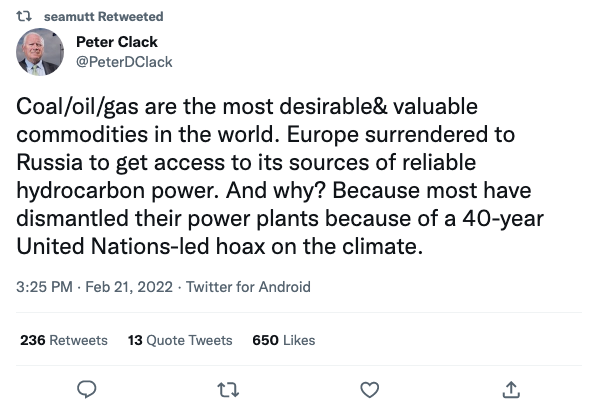 seamutt Retweeted
Peter Clack
@PeterDClack
Coal/oil/gas are the most desirable& valuable
commodities in the world. Europe surrendered to
Russia to get access to its sources of reliable
hydrocarbon power. And why? Because most have
dismantled their power plants because of a 40-year
United Nations-led hoax on the climate.
3:25 PM · Feb 21, 2022 · Twitter for Android
236 Retweets 13 Quote Tweets 650 Likes